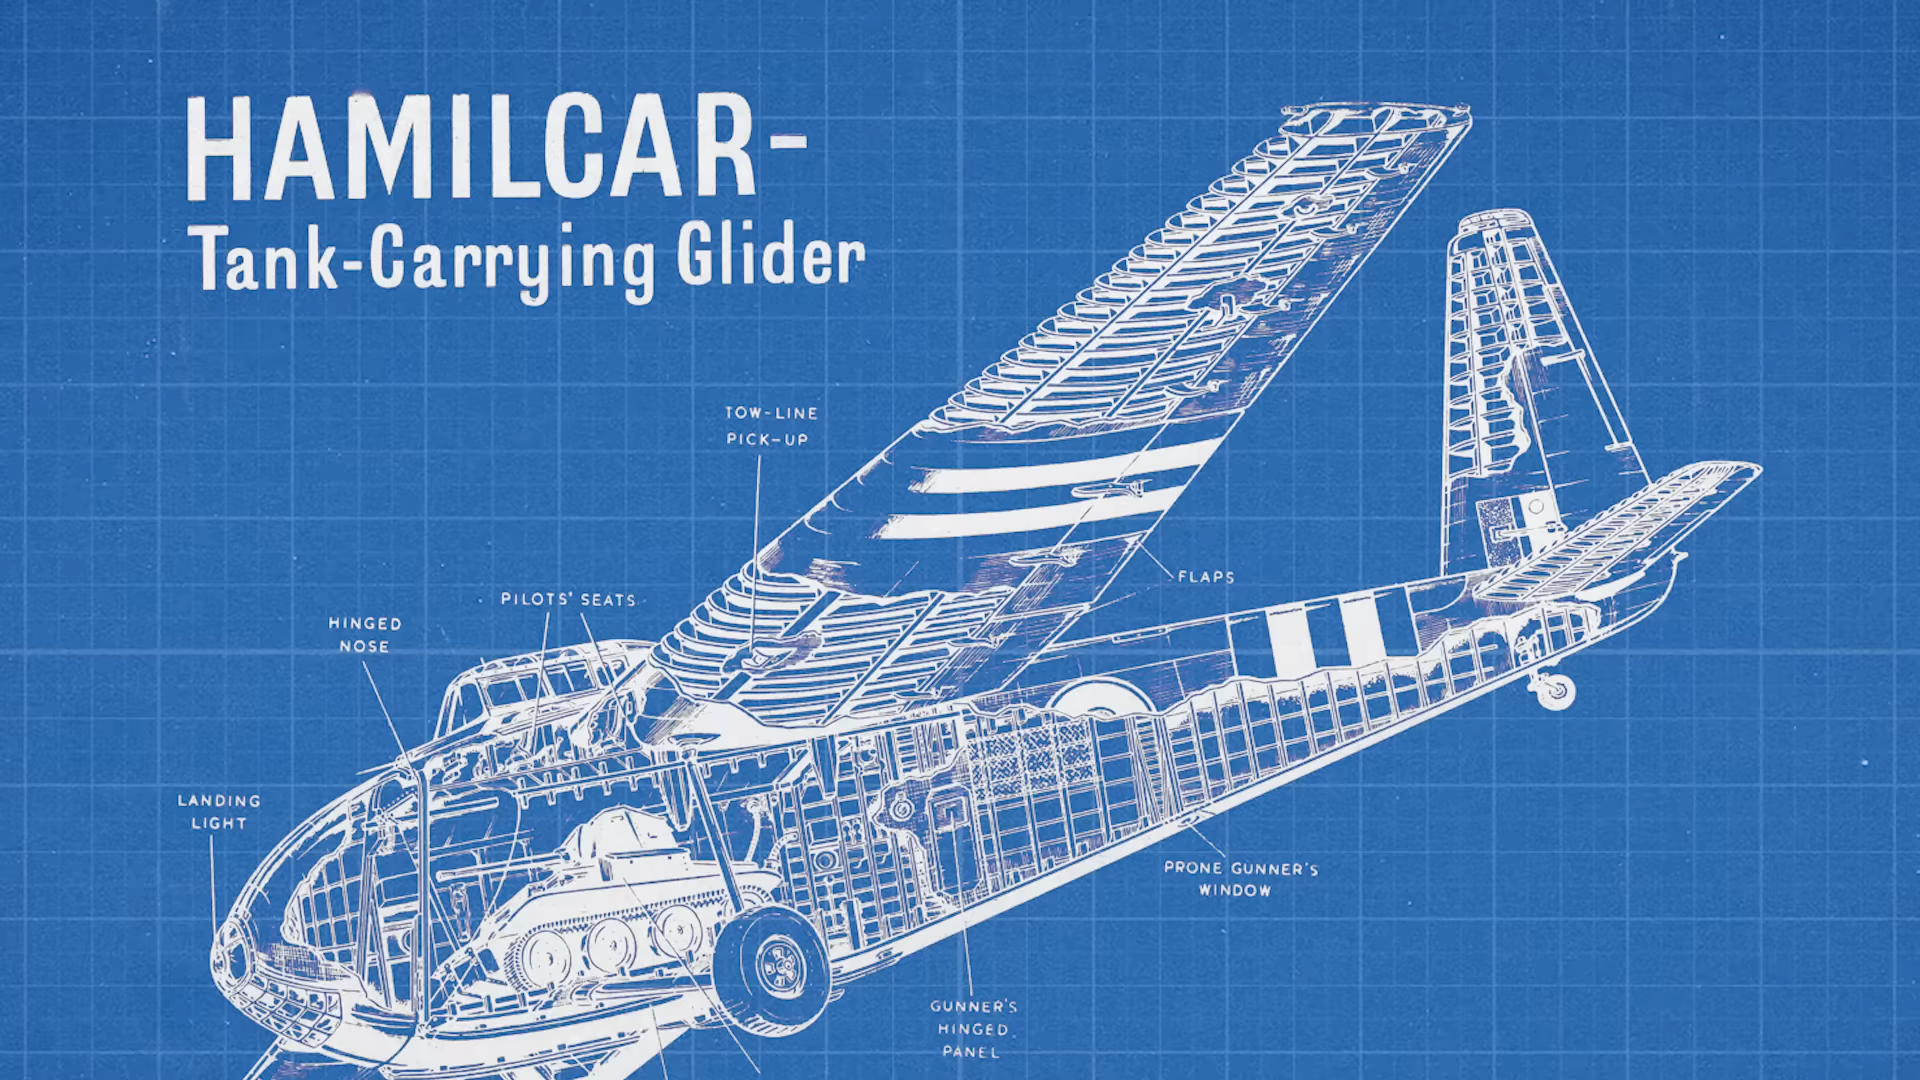 HAMILCAR-
Tank-Carrying Glider
TOW-LINE
PICK-UP
FLAPS
PILOTS' SEATS
HINGED
NOSE
LANDING
LIGHT
PRONE GUNNER'S
WINDOW
GUNNER'S
HINGED
PANEL